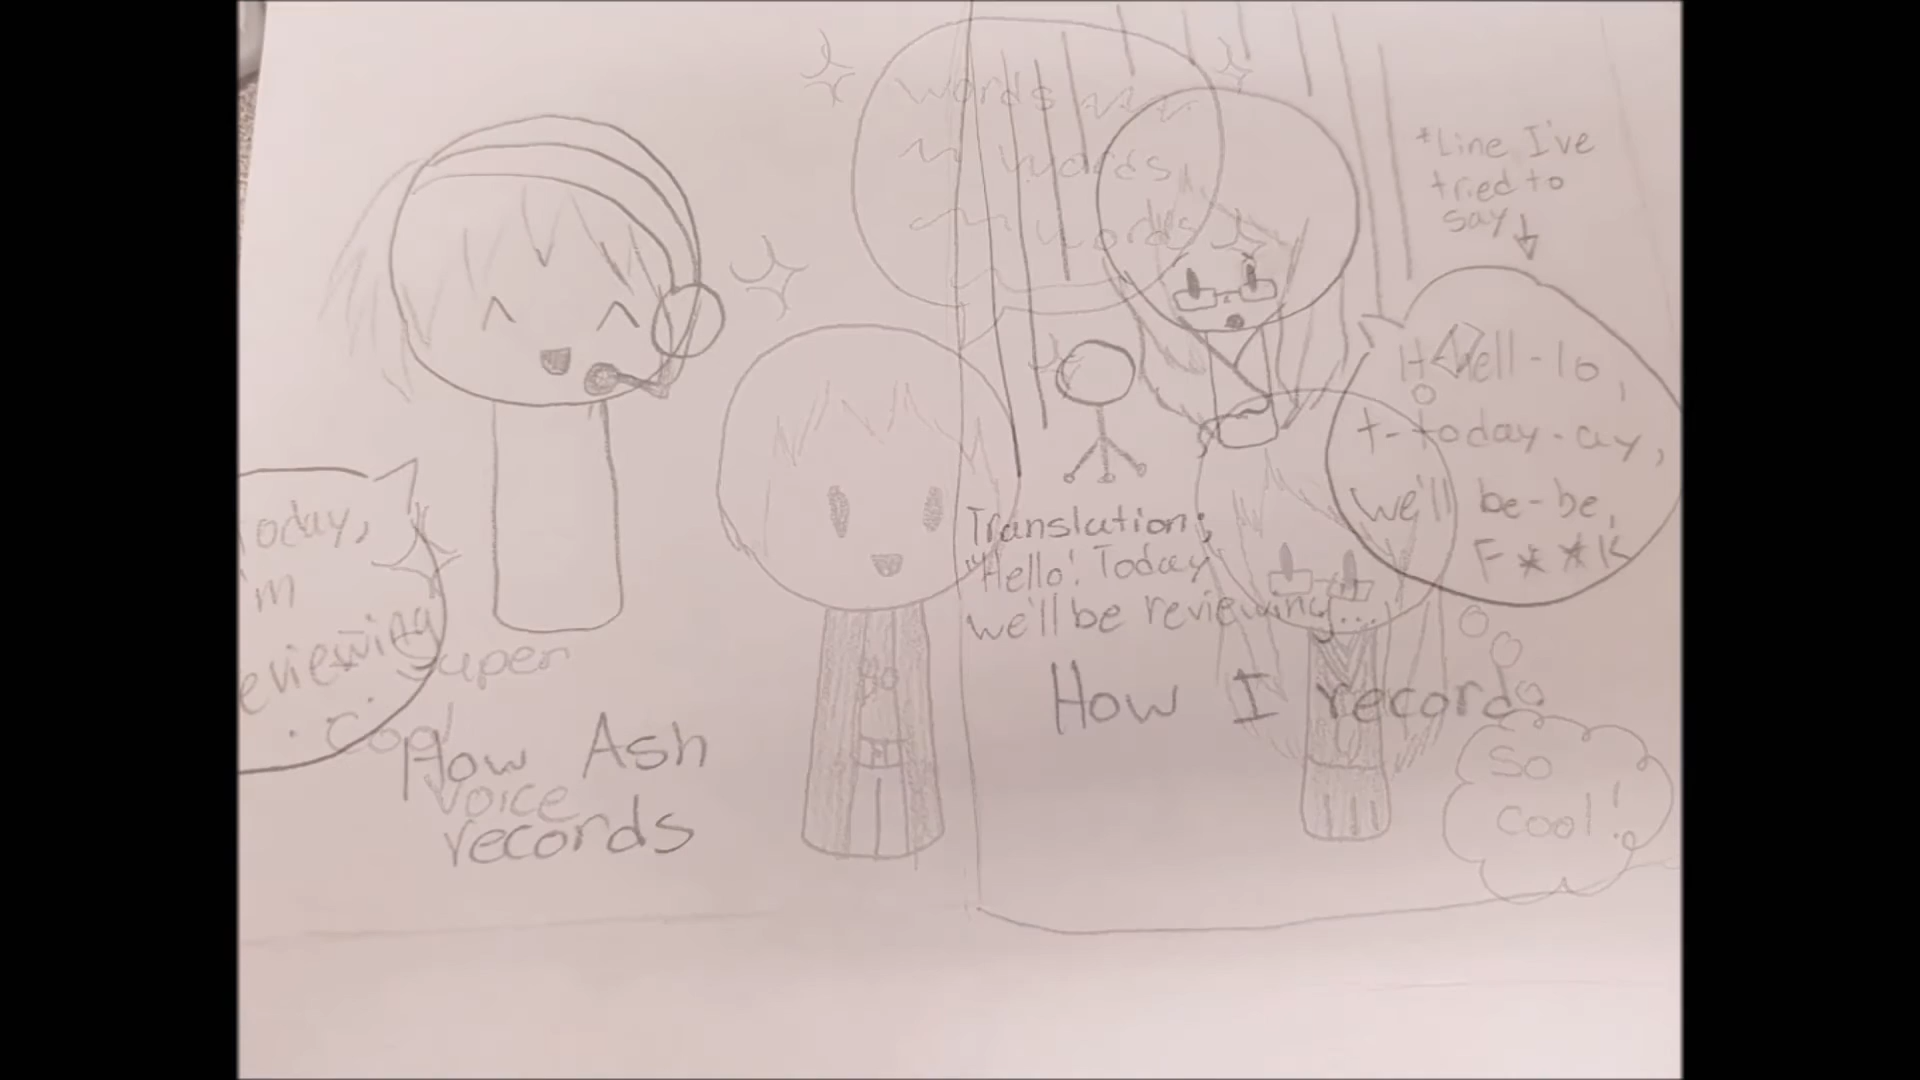 words
words
words
*Line I've
tried to
say
H-hell-lo,
t-today-ay,
we'll be-be,
F**k
Today,
I'm
reviewing
Translation:
"Hello! Today
we'll be reviewing...
How I record
Super
cool
voice
How Ash
records
So
cool!